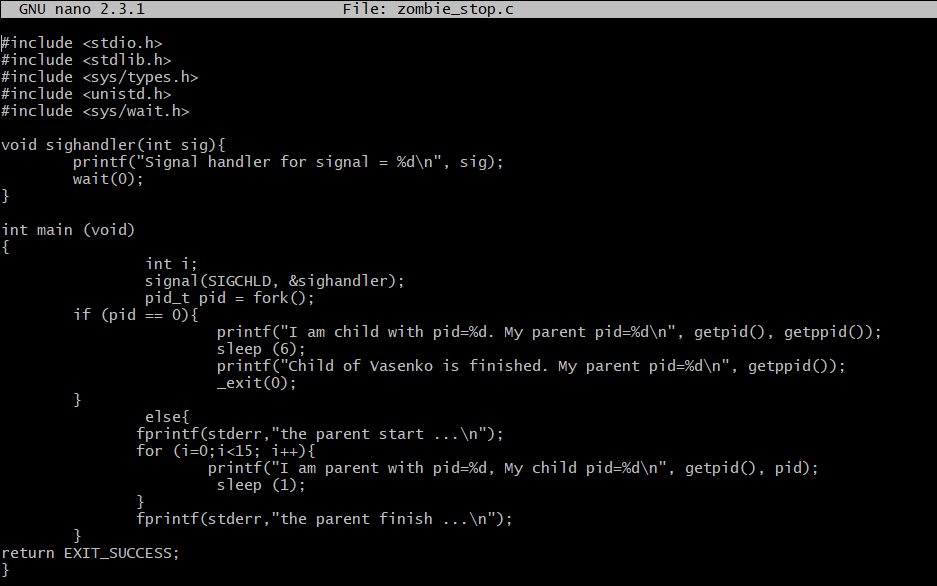 GNU nano 2.3.1 File: zombie_stop.c
#include <stdio.h>
#include <stdlib.h>
#include <sys/types.h>
#include <unistd.h>
#include <sys/wait.h>
void sighandler(int sig){
printf("Signal handler for signal = %d\n", sig);
wait(0);
}
int main (void)
{
int i;
signal(SIGCHLD, &sighandler);
pid_t pid = fork();
if (pid == 0){
printf("I am child with pid=%d. My parent pid=%d\n", getpid(), getppid());
sleep (6);
printf("Child of Vasenko is finished. My parent pid=%d\n", getppid());
_exit(0);
}
else{
fprintf(stderr,"the parent start ...\n");
for (i=0;i<15; i++){
printf("I am parent with pid=%d, My child pid=%d\n", getpid(), pid);
sleep (1);
}
fprintf(stderr,"the parent finish ...\n");
}
return EXIT_SUCCESS;
}